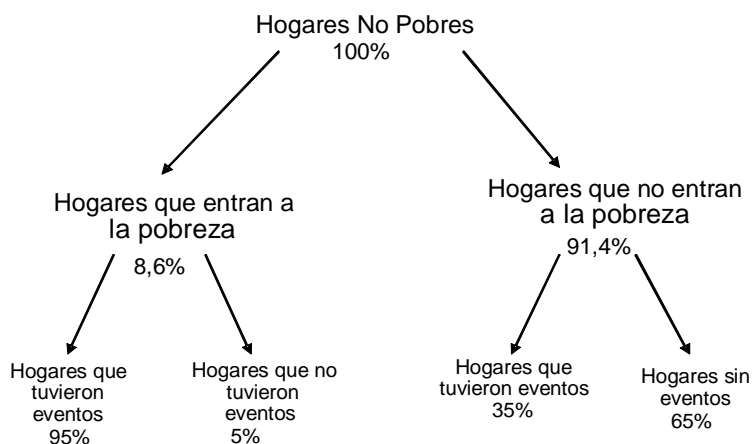 Hogares No Pobres
100%
Hogares que entran a
la pobreza
8,6%
Hogares que no entran
a la pobreza
91,4%
Hogares que
tuvieron
eventos
95%
Hogares que no
tuvieron
eventos
5%
Hogares que
tuvieron eventos
35%
Hogares sin
eventos
65%